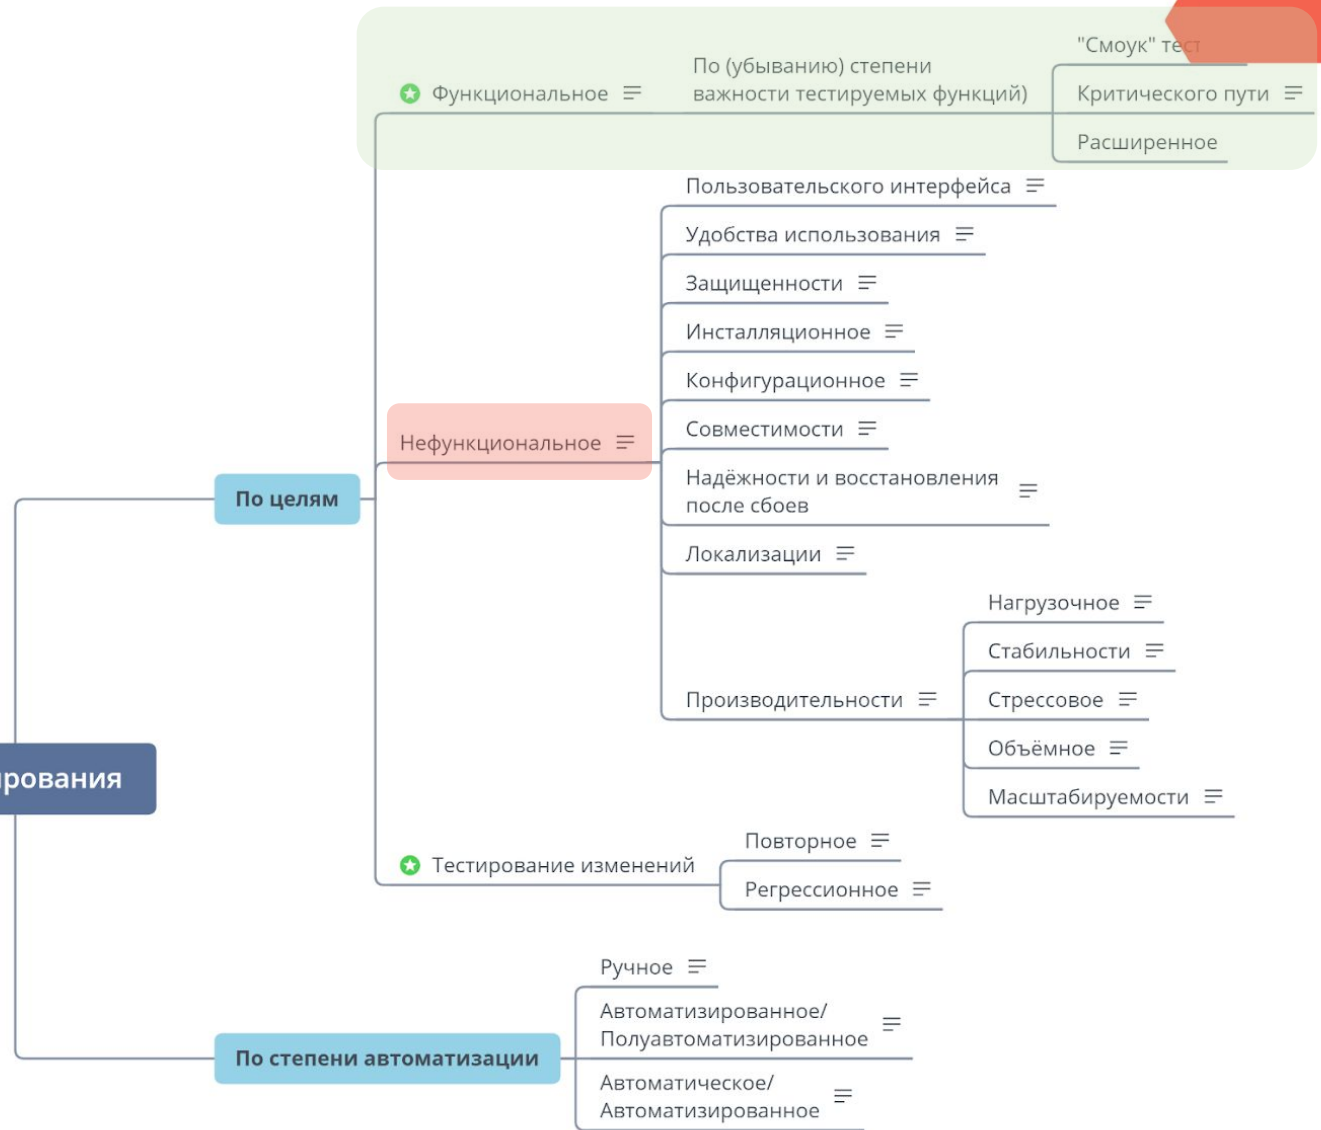 "Смоук" тест
По (убыванию) степени
важности тестируемых функций)
Функциональное
Критического пути
Расширенное
Пользовательского интерфейса
Удобства использования
Защищенности
Инсталляционное
Конфигурационное
Совместимости
Нефункциональное
Надёжности и восстановления
после сбоев
По целям
Локализации
Нагрузочное
Стабильности
Производительности
Стрессовое
Объёмное
ирования
Масштабируемости
Повторное
Тестирование изменений
Регрессионное
Ручное
Автоматизированное/
Полуавтоматизированное
По степени автоматизации
Автоматическое/
Автоматизированное